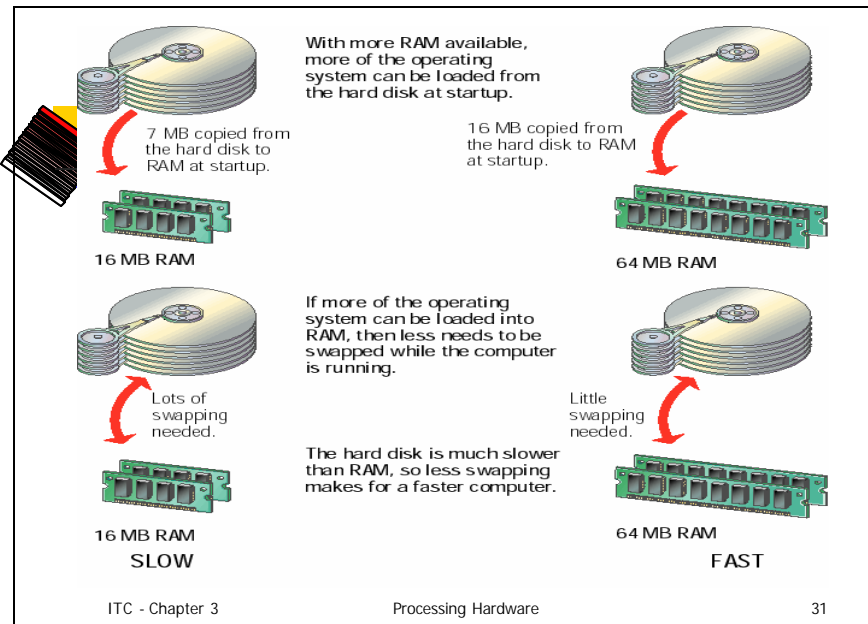 With more RAM available,
more of the operating
system can be loaded from
the hard disk at startup.
7 MB copied from
the hard disk to
RAM at startup.
16 MB copied from
the hard disk to RAM
at startup.
16 MB RAM
64 MB RAM
If more of the operating
system can be loaded into
RAM, then less needs to be
swapped while the computer
is running.
Lots of
swapping
needed.
Little
swapping
needed.
The hard disk is much slower
than RAM, so less swapping
makes for a faster computer.
16 MB RAM
64 MB RAM
SLOW
FAST
ITC - Chapter 3
Processing Hardware
31